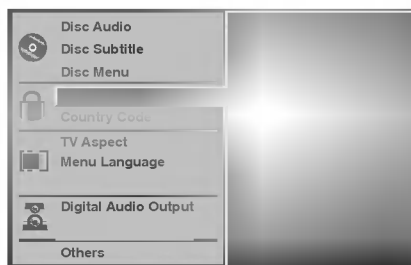 Disc Audio
Disc Subtitle
Disc Menu
Country Code
TV Aspect
Menu Language
Digital Audio Output
Others